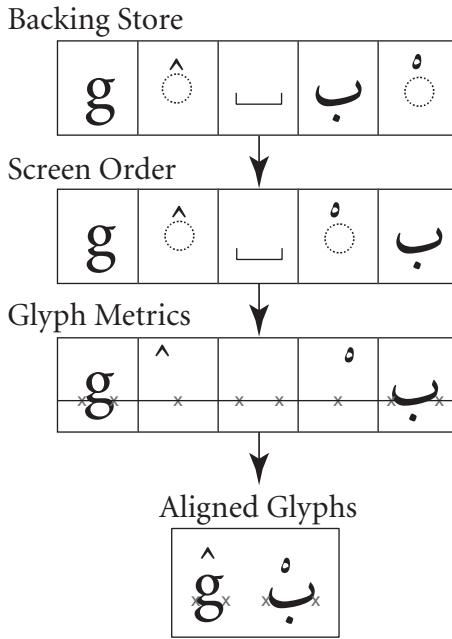 Backing Store
g ◌̂ ⎵ ب ◌ْ
Screen Order
g ◌̂ ⎵ ◌ْ ب
Glyph Metrics
x g x ^ x x x ْ x x ب x
Aligned Glyphs
x ĝ x x بْ x